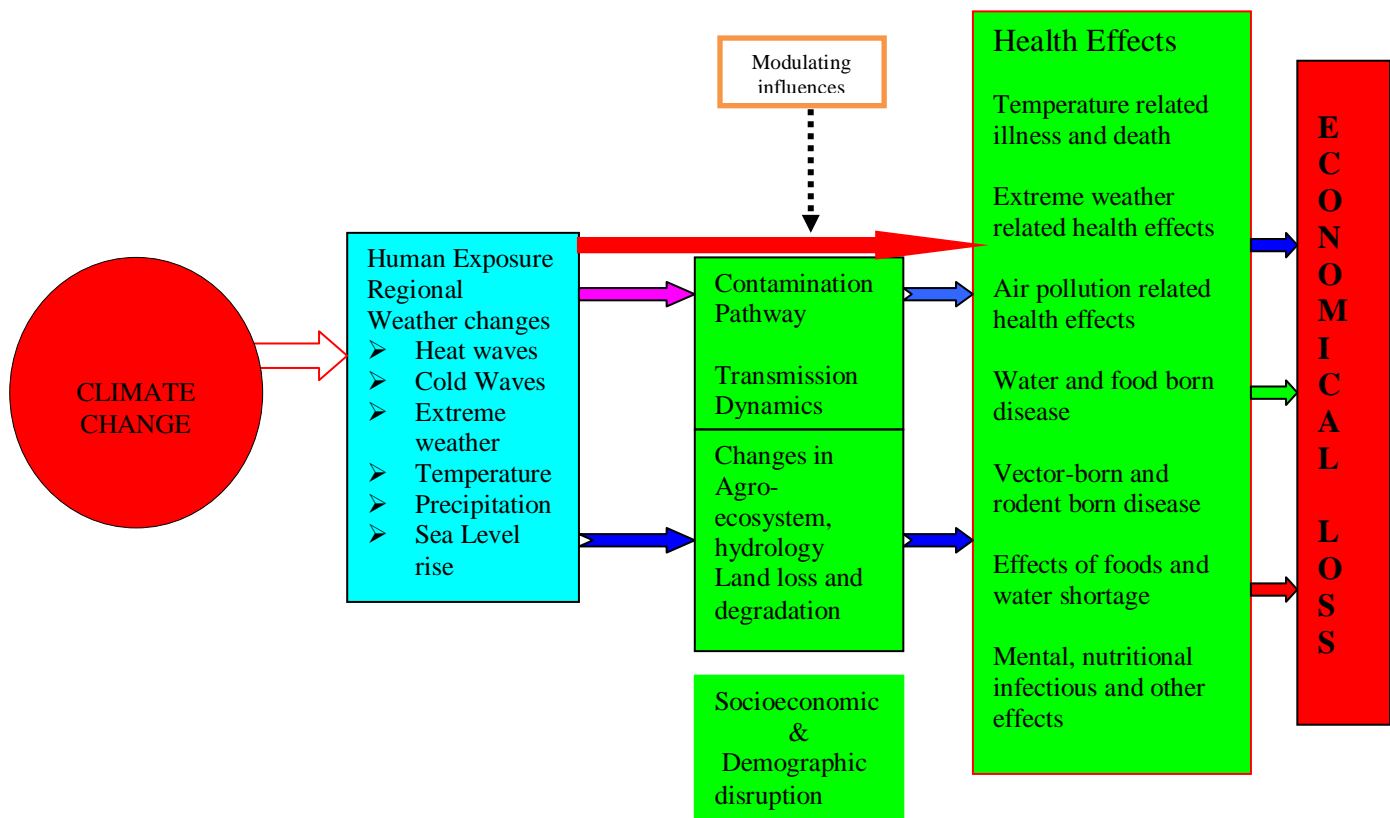 CLIMATE
CHANGE
Human Exposure
Regional
Weather changes
➢ Heat waves
➢ Cold Waves
➢ Extreme
weather
➢ Temperature
➢ Precipitation
➢ Sea Level
rise
Modulating
influences
Contamination
Pathway
Transmission
Dynamics
Changes in
Agro-
ecosystem,
hydrology
Land loss and
degradation
Socioeconomic
&
Demographic
disruption
Health Effects
Temperature related
illness and death
Extreme weather
related health effects
Air pollution related
health effects
Water and food born
disease
Vector-born and
rodent born disease
Effects of foods and
water shortage
Mental, nutritional
infectious and other
effects
E
C
O
N
O
M
I
C
A
L
L
O
S
S